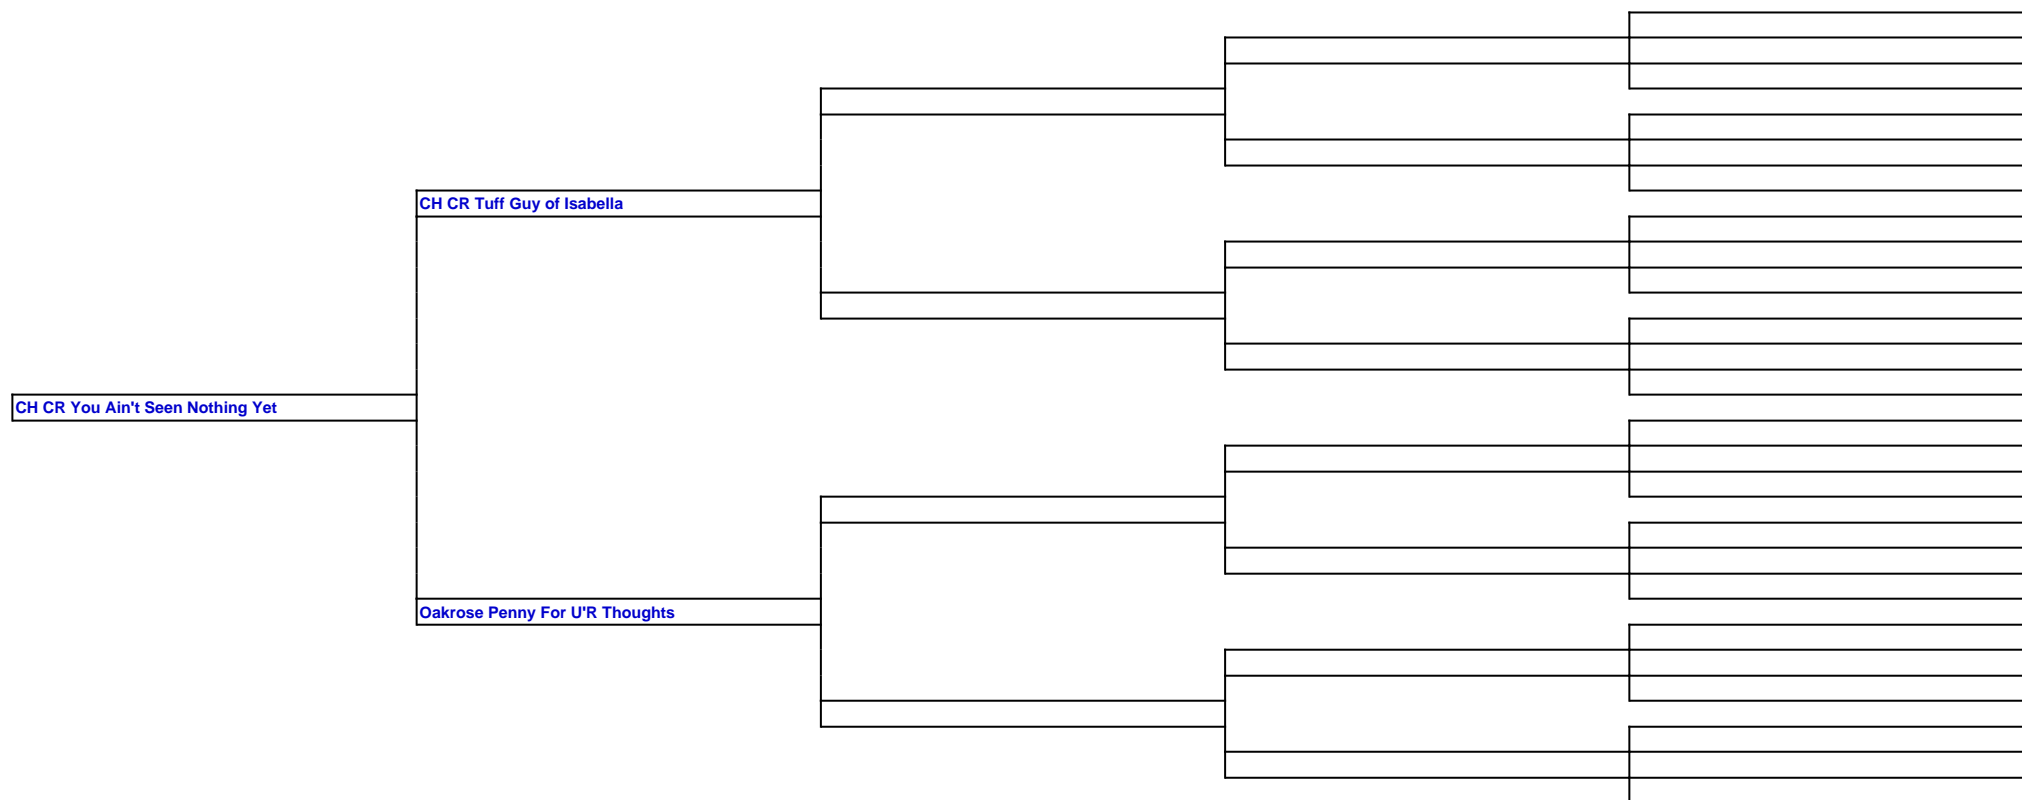 CH CR Tuff Guy of Isabella
CH CR You Ain't Seen Nothing Yet
Oakrose Penny For U'R Thoughts